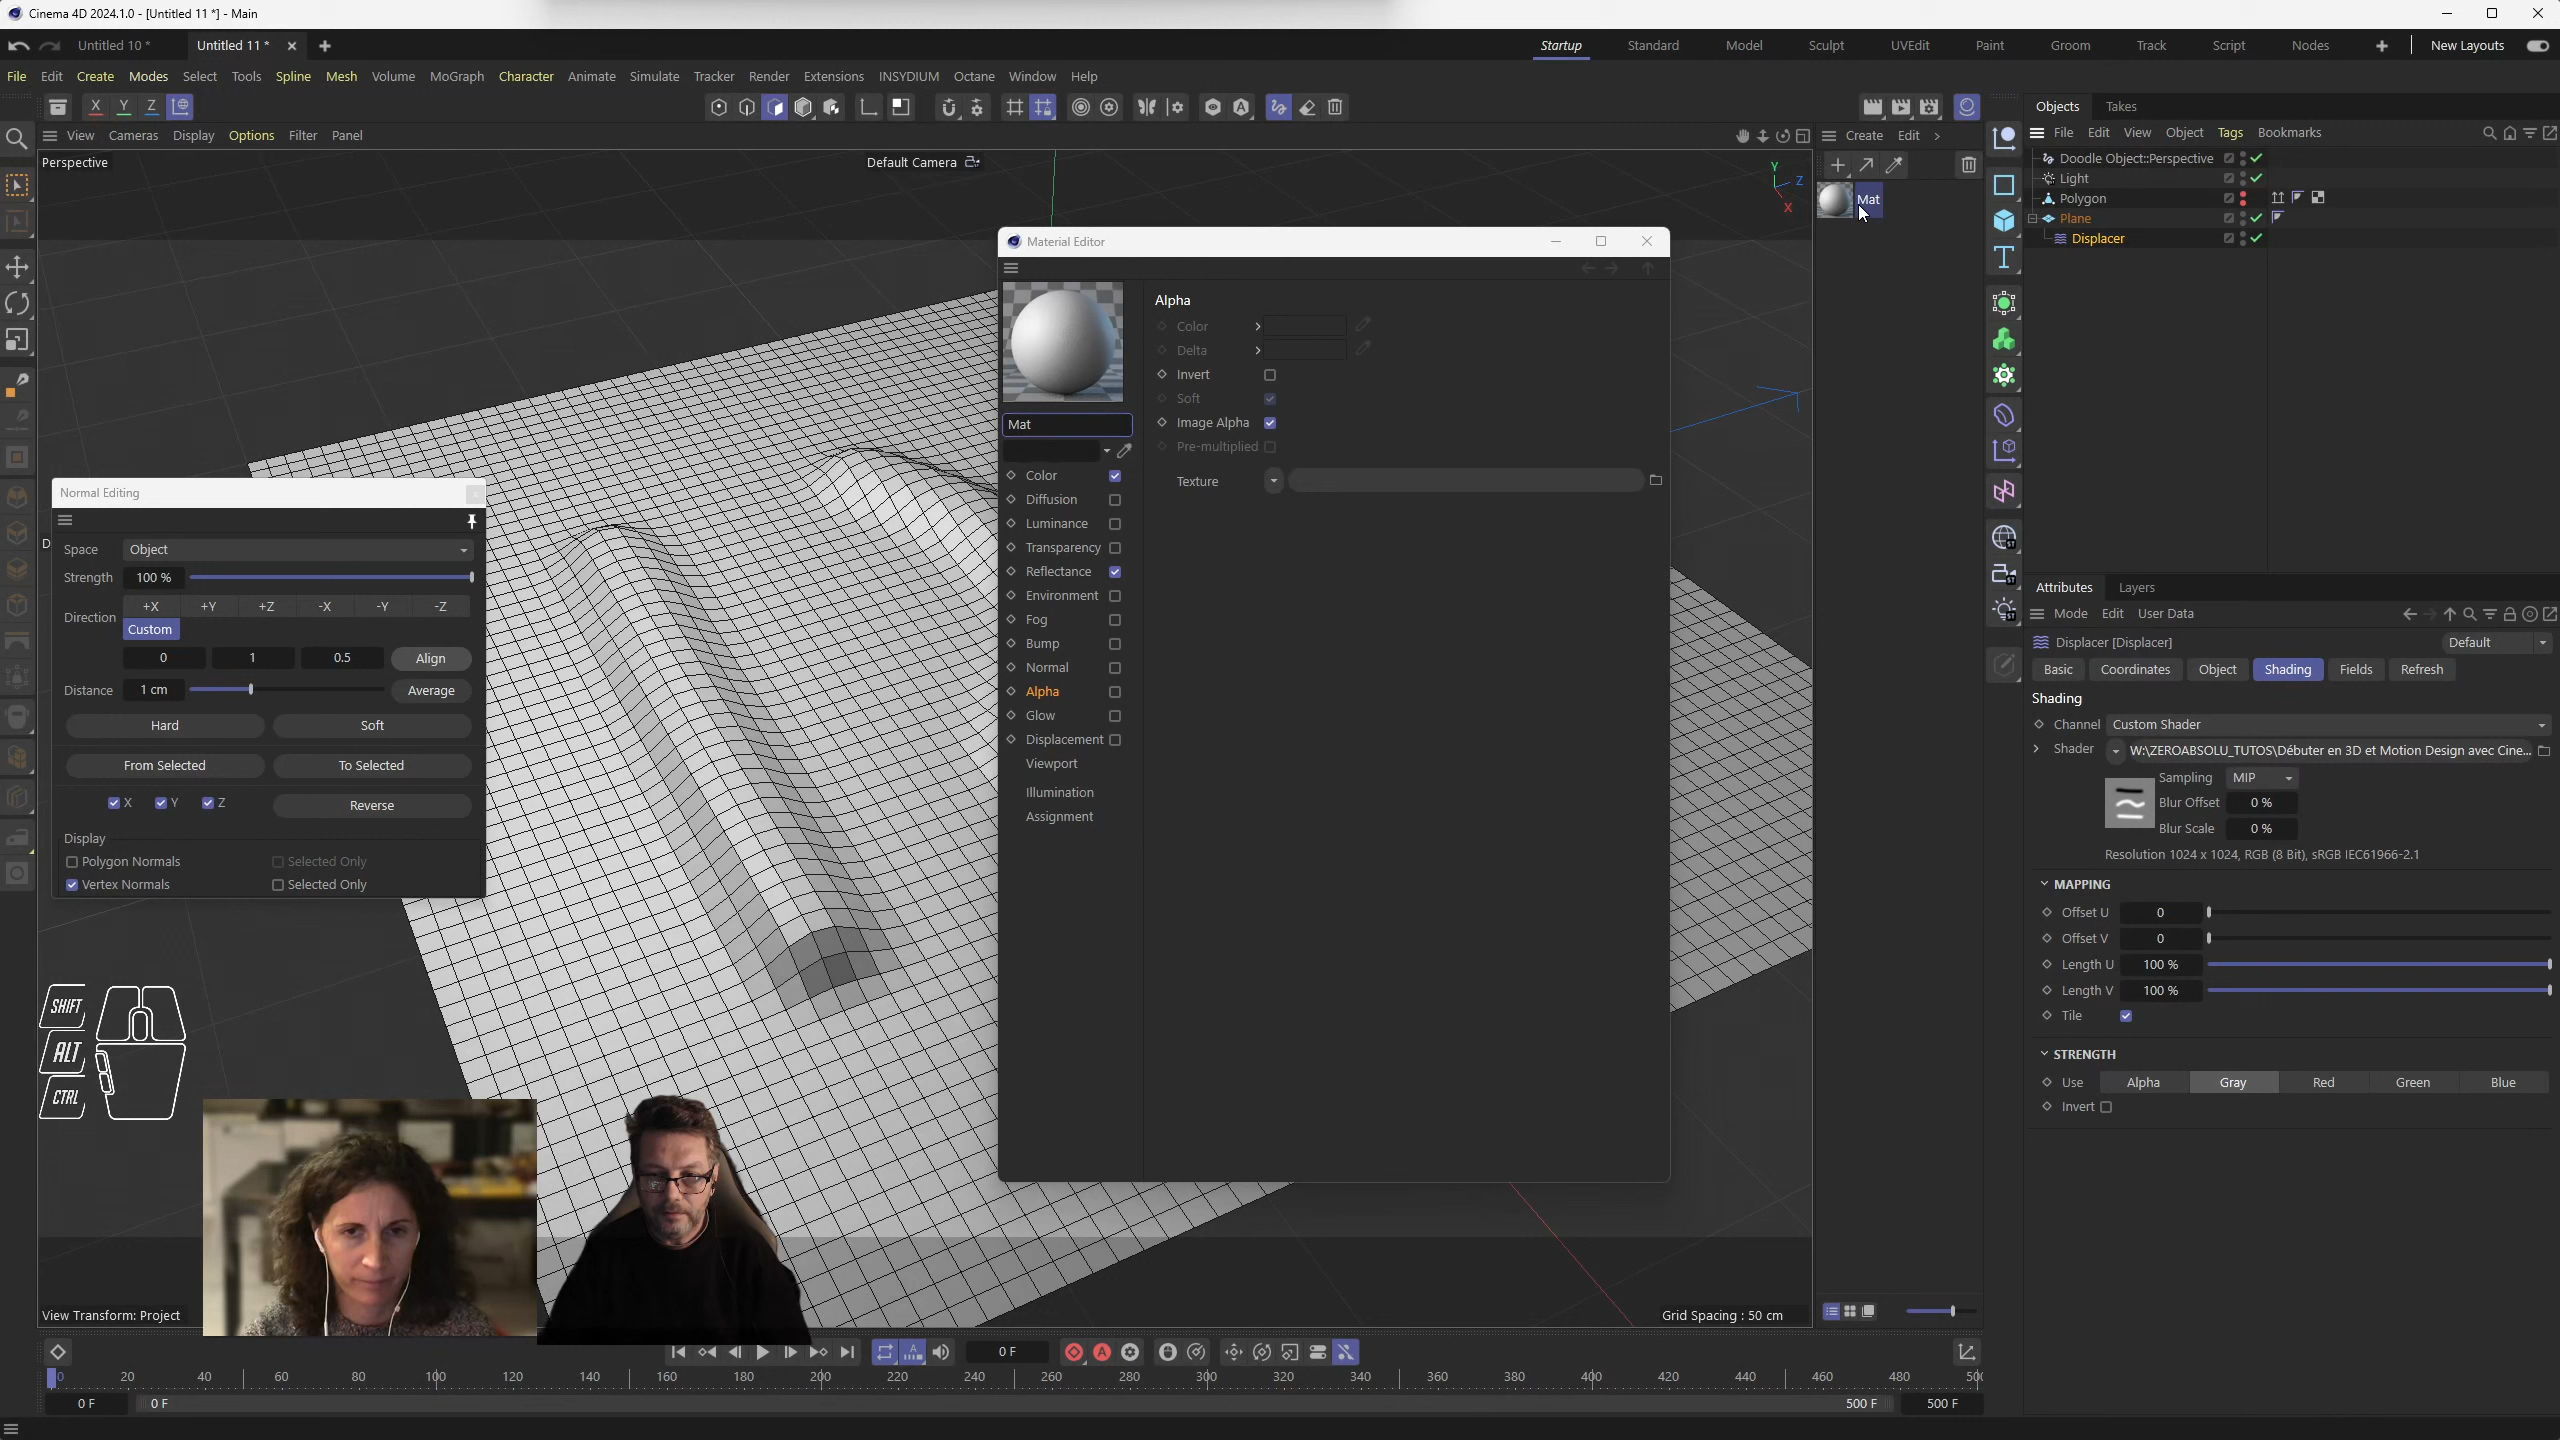 Cinema 4D 2024.1.0 - [Untitled 11 *] - Main
Untitled 10 *
Untitled 11 *
Startup
Standard
Model
Sculpt
UVEdit
Paint
Groom
Track
Script
Nodes
New Layouts
File Edit Create Modes Select Tools Spline Mesh Volume MoGraph Character Animate Simulate Tracker Render Extensions INSYDIUM Octane Window Help
X Y Z
View Cameras Display Options Filter Panel
Perspective
Default Camera
Y
Z
X
Create Edit
Mat
Objects Takes
File Edit View Object Tags Bookmarks
Doodle Object::Perspective
Light
Polygon
Plane
Displacer
Material Editor
Mat
Color
Diffusion
Luminance
Transparency
Reflectance
Environment
Fog
Bump
Normal
Alpha
Glow
Displacement
Viewport
Illumination
Assignment
Alpha
Color
Delta
Invert
Soft
Image Alpha
Pre-multiplied
Texture
Normal Editing
Space Object
Strength 100 %
Direction +X +Y +Z -X -Y -Z
Custom
0 1 0.5 Align
Distance 1 cm Average
Hard Soft
From Selected To Selected
X Y Z Reverse
Display
Polygon Normals Selected Only
Vertex Normals Selected Only
SHIFT
ALT
CTRL
View Transform: Project
Grid Spacing : 50 cm
Attributes Layers
Mode Edit User Data
Displacer [Displacer]
Default
Basic Coordinates Object Shading Fields Refresh
Shading
Channel Custom Shader
Shader W:\ZEROABSOLU_TUTOS\Débuter en 3D et Motion Design avec Cine...
Sampling MIP
Blur Offset 0 %
Blur Scale 0 %
Resolution 1024 x 1024, RGB (8 Bit), sRGB IEC61966-2.1
MAPPING
Offset U 0
Offset V 0
Length U 100 %
Length V 100 %
Tile
STRENGTH
Use Alpha Gray Red Green Blue
Invert
0 F
0 20 40 60 80 100 120 140 160 180 200 220 240 260 280 300 320 340 360 380 400 420 440 460 480
0 F 0 F 500 F 500 F